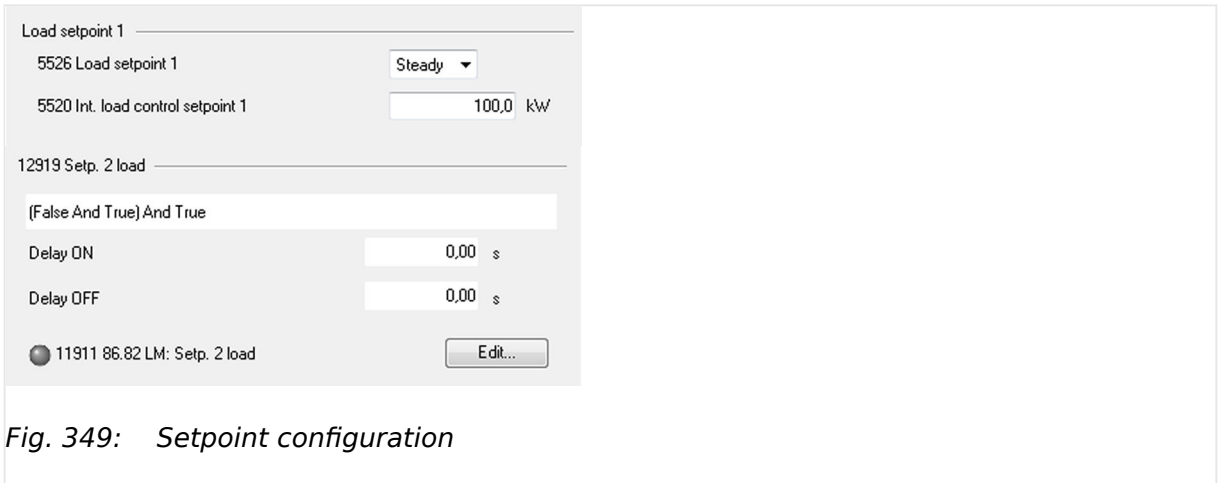 Load setpoint 1
5526 Load setpoint 1 Steady
5520 Int. load control setpoint 1 100,0 kW
12919 Setp. 2 load
(False And True) And True
Delay ON 0,00 s
Delay OFF 0,00 s
11911 86.82 LM: Setp. 2 load Edit...
Fig. 349: Setpoint configuration